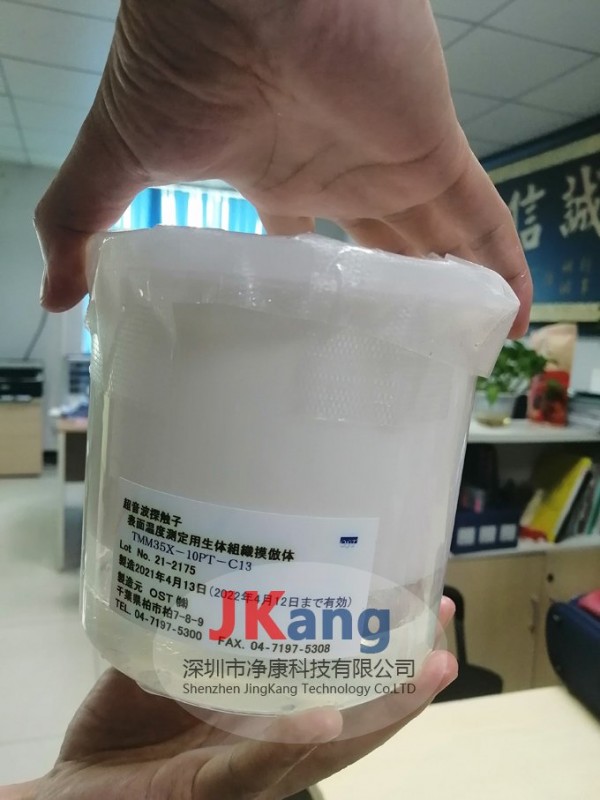 信 誠
超音波探触子
表面温度測定用生体組織摸倣体
TMM35X-10PT-C13
Lot No. 21-2175
製造2021年4月13日(2022年4月12日まで有効)
製造元 OST ㈱
千葉県柏市柏7-8-9
TEL. 04-7197-5300 FAX. 04-7197-5308
JKang
深圳市净康科技有限公司
Shenzhen JingKang Technology Co.LTD